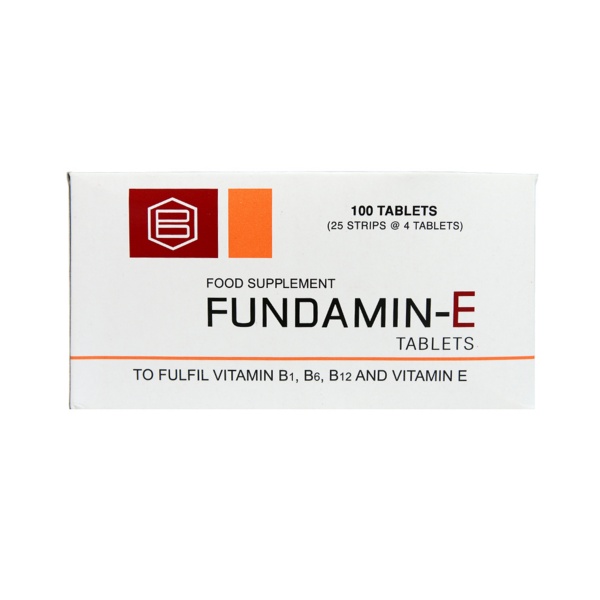 B
100 TABLETS
(25 STRIPS @ 4 TABLETS)
FOOD SUPPLEMENT
FUNDAMIN-E
TABLETS
TO FULFIL VITAMIN B1, B6, B12 AND VITAMIN E